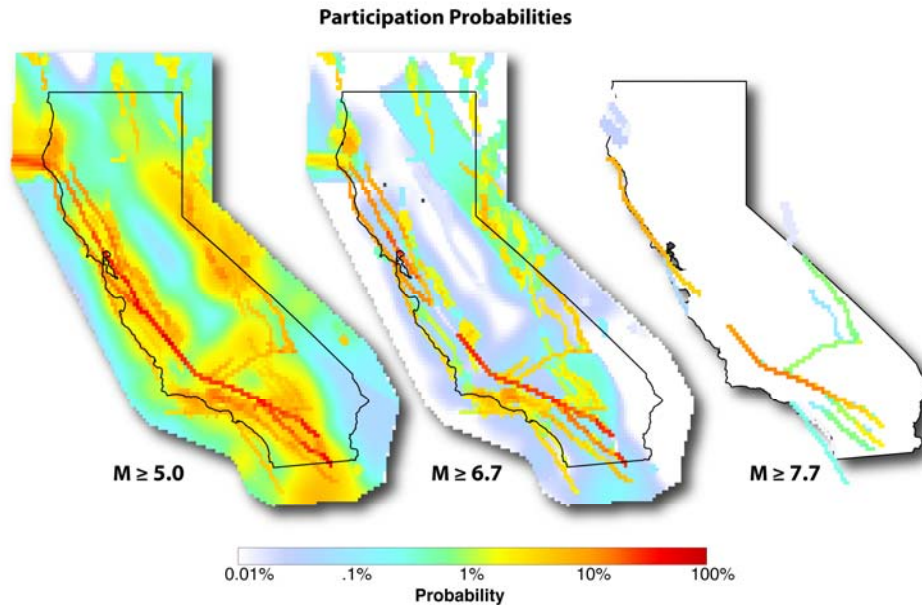 Participation Probabilities
M ≥ 5.0
M ≥ 6.7
M ≥ 7.7
0.01% .1% 1% 10% 100%
Probability